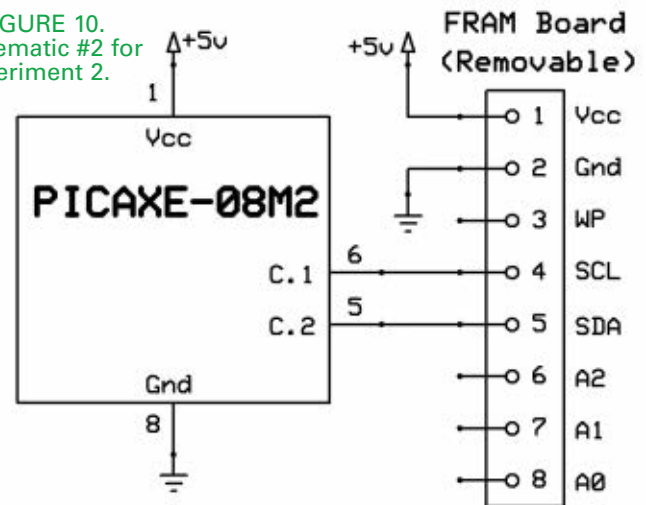 GURE 10.
ematic #2 for
eriment 2.
+5v
1
Vcc
PICAXE-08M2
C.1
6
C.2
5
Gnd
8
+5v
FRAM Board
(Removable)
1 Vcc
2 Gnd
3 WP
4 SCL
5 SDA
6 A2
7 A1
8 A0